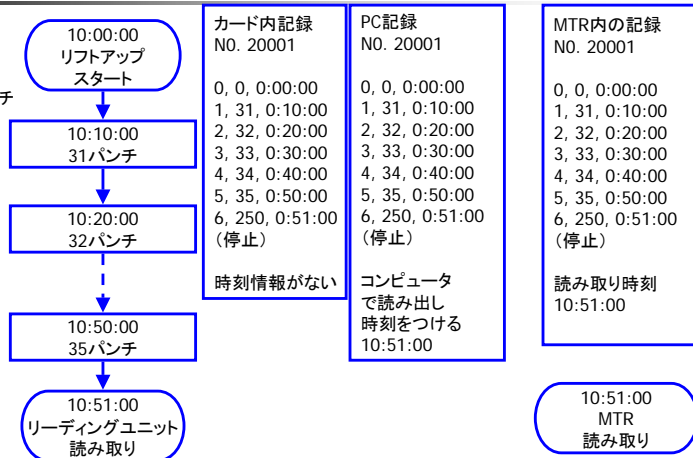 10:00:00
リフトアップ
スタート
チ
10:10:00
31パンチ
10:20:00
32パンチ
10:50:00
35パンチ
10:51:00
リーディングユニット
読み取り
カード内記録
N0. 20001
0, 0, 0:00:00
1, 31, 0:10:00
2, 32, 0:20:00
3, 33, 0:30:00
4, 34, 0:40:00
5, 35, 0:50:00
6, 250, 0:51:00
（停止）
時刻情報がない
PC記録
N0. 20001
0, 0, 0:00:00
1, 31, 0:10:00
2, 32, 0:20:00
3, 33, 0:30:00
4, 34, 0:40:00
5, 35, 0:50:00
6, 250, 0:51:00
（停止）
コンピュータ
で読み出し
時刻をつける
10:51:00
MTR内の記録
N0. 20001
0, 0, 0:00:00
1, 31, 0:10:00
2, 32, 0:20:00
3, 33, 0:30:00
4, 34, 0:40:00
5, 35, 0:50:00
6, 250, 0:51:00
（停止）
読み取り時刻
10:51:00
10:51:00
MTR
読み取り